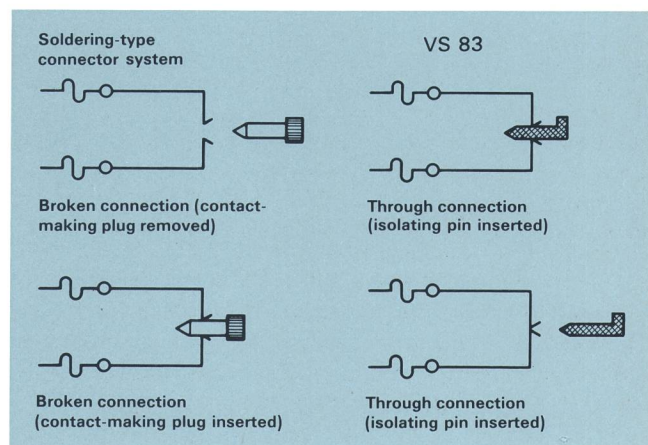 Soldering-type
connector system
VS 83
Broken connection (contact-
making plug removed)
Through connection
(isolating pin inserted)
Broken connection
(contact-making plug inserted)
Through connection
(isolating pin inserted)